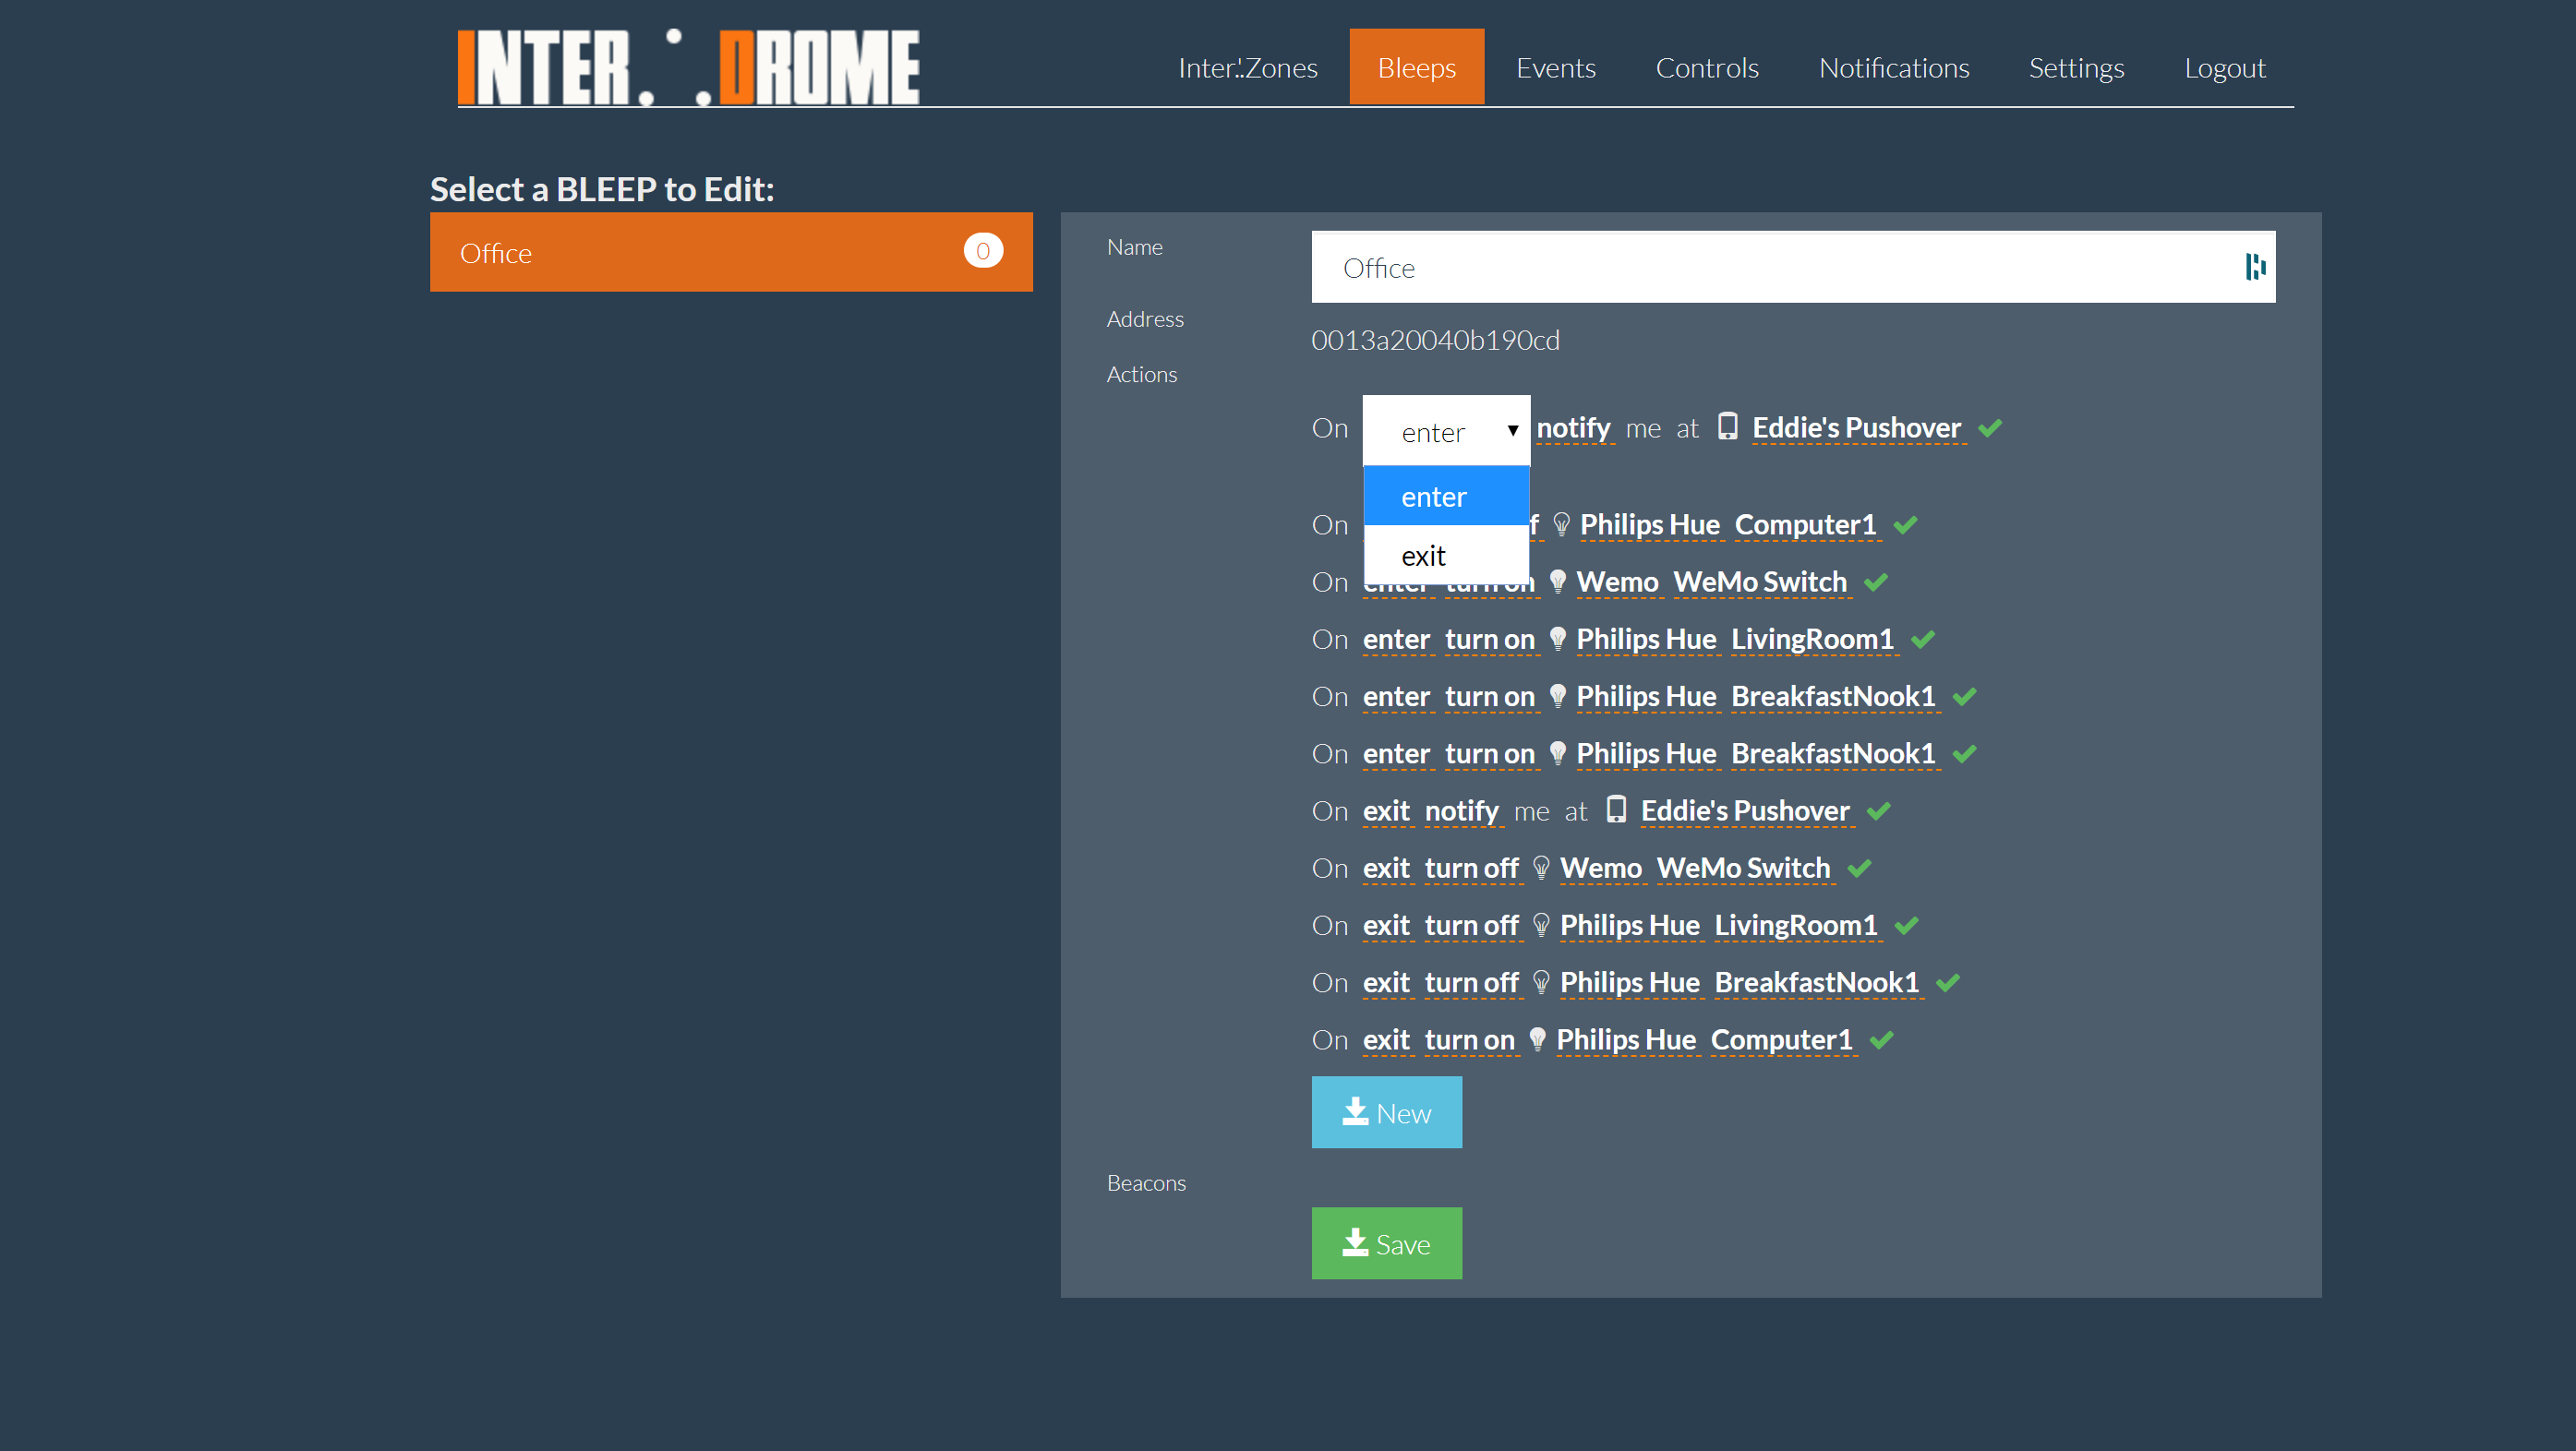 INTER DROME
Inter.'.Zones Bleeps Events Controls Notifications Settings Logout
Select a BLEEP to Edit:
Office 0
Name Office
Address 0013a20040b190cd
Actions
On enter notify me at Eddie's Pushover
enter
exit
On Philips Hue Computer1
On enter turn on Wemo WeMo Switch
On enter turn on Philips Hue LivingRoom1
On enter turn on Philips Hue BreakfastNook1
On enter turn on Philips Hue BreakfastNook1
On exit notify me at Eddie's Pushover
On exit turn off Wemo WeMo Switch
On exit turn off Philips Hue LivingRoom1
On exit turn off Philips Hue BreakfastNook1
On exit turn on Philips Hue Computer1
New
Beacons
Save